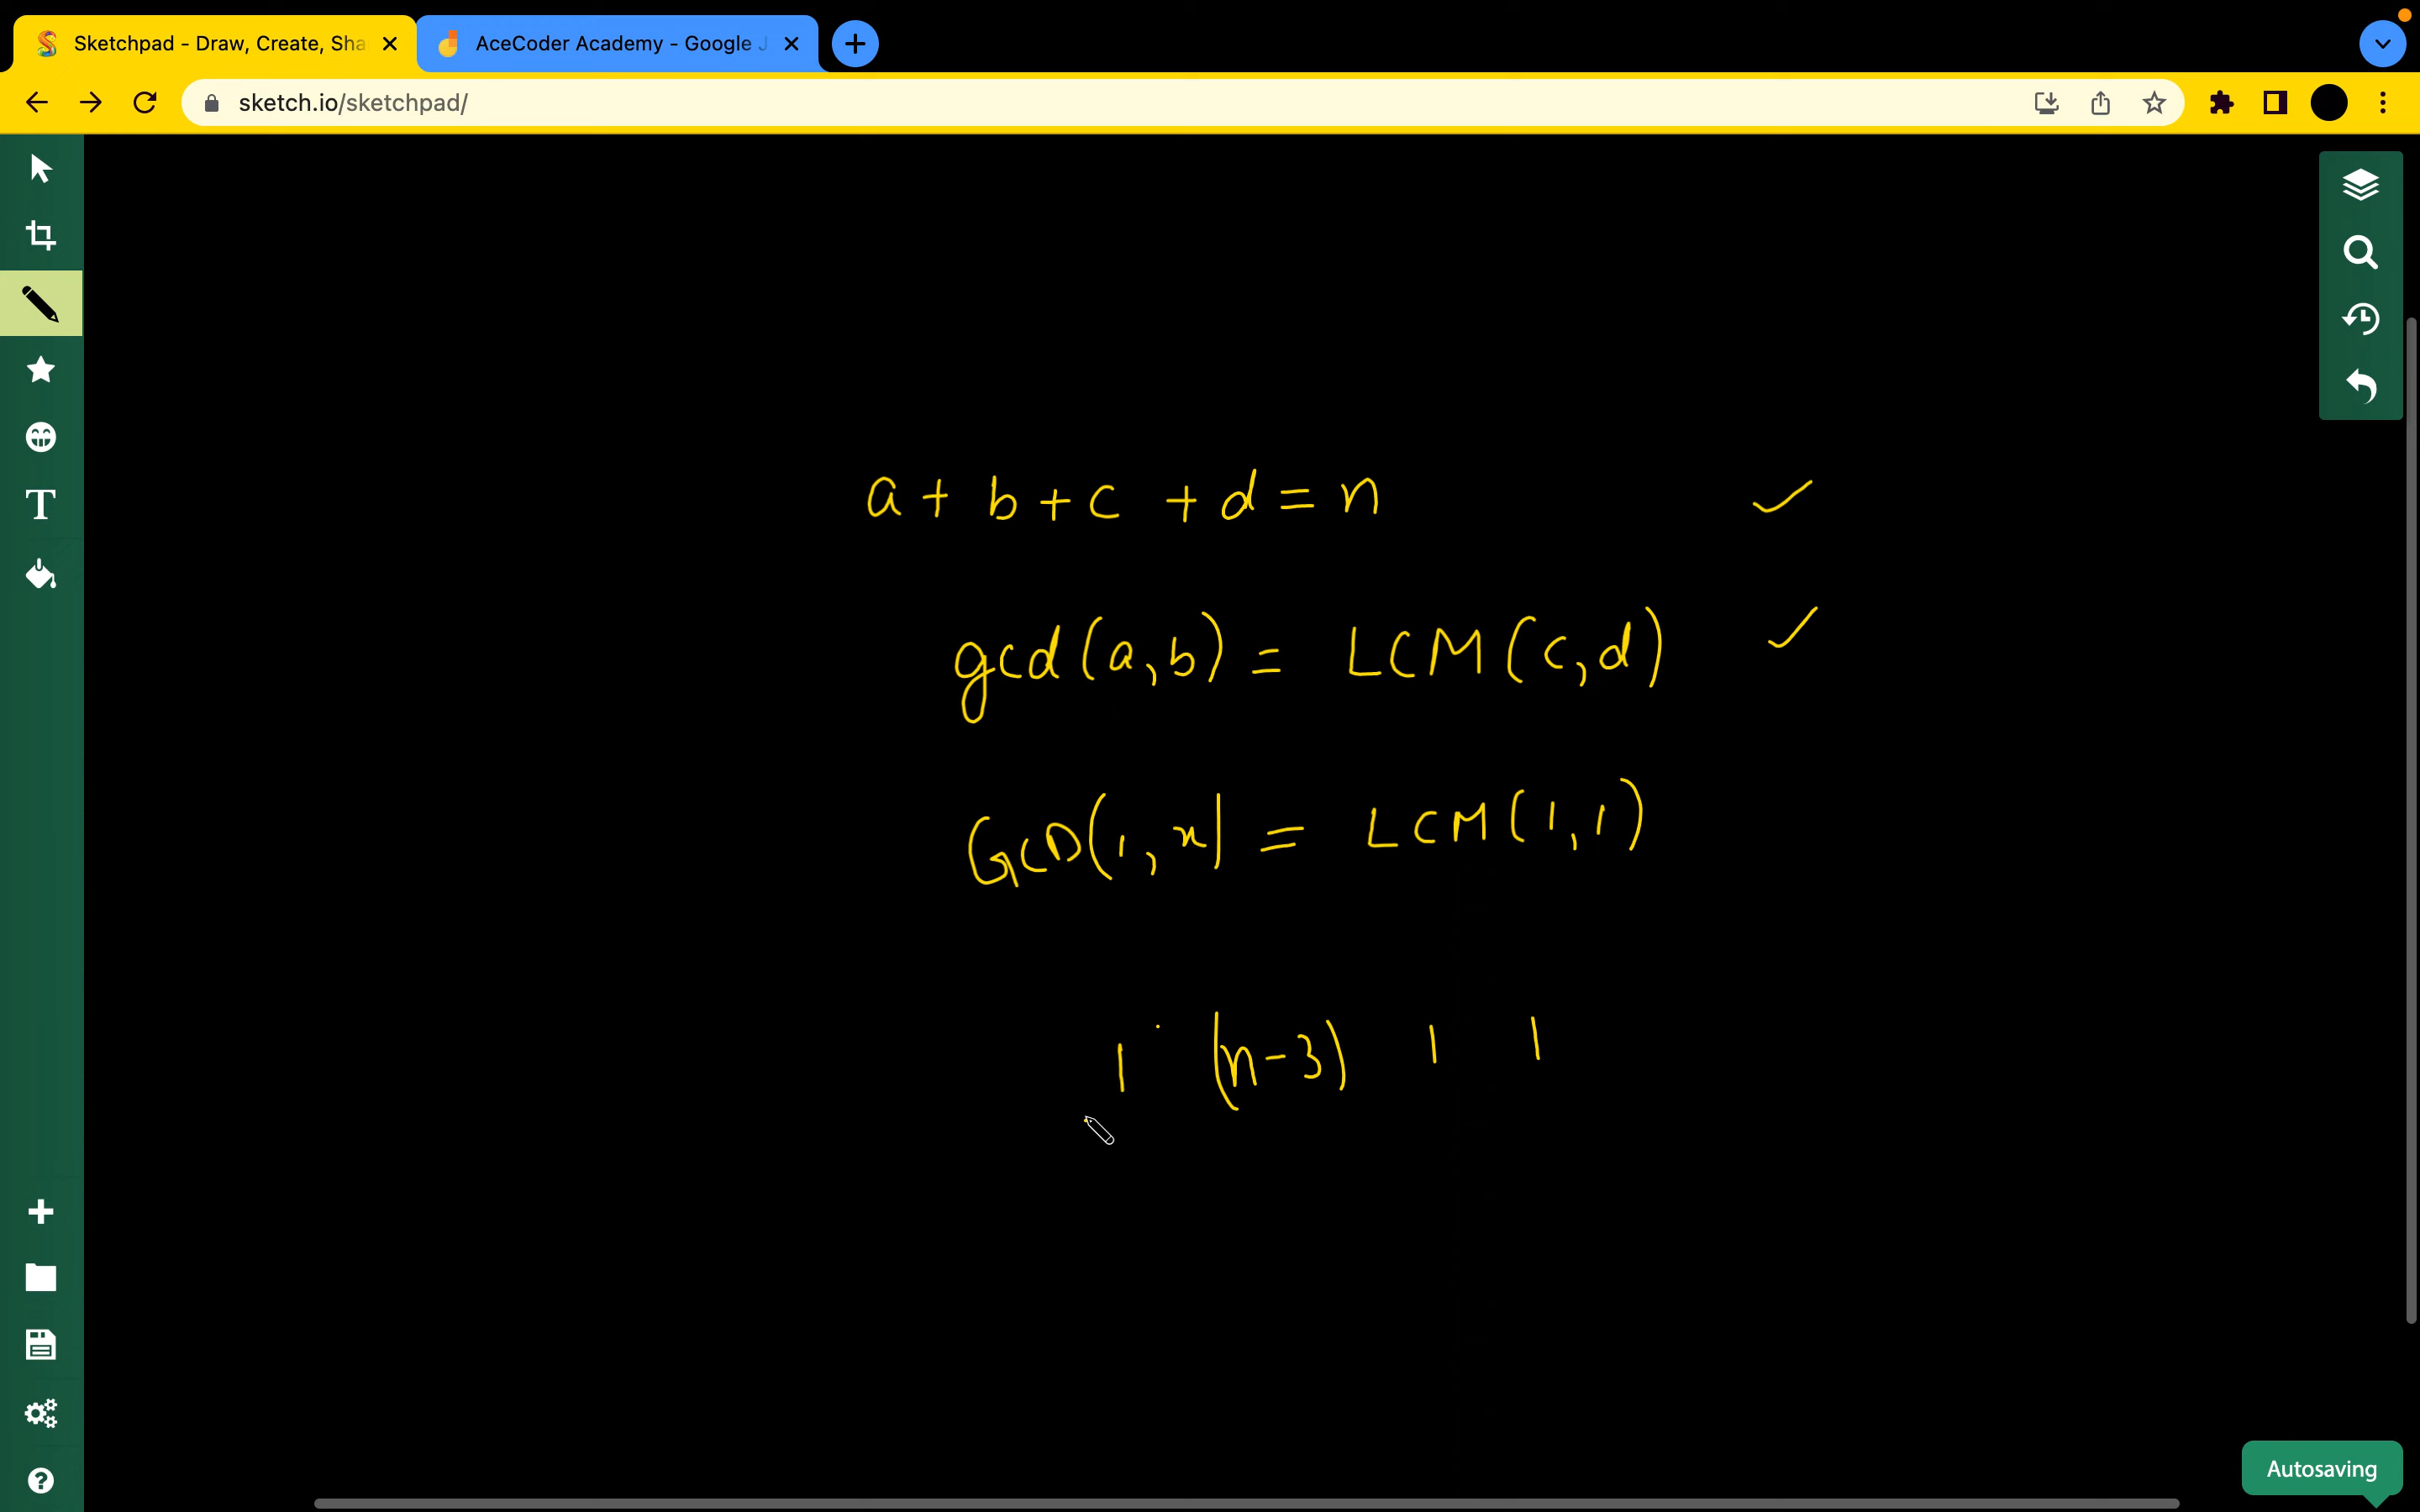 Sketchpad - Draw, Create, Sha
AceCoder Academy - Google J
sketch.io/sketchpad/
a + b + c + d = n
gcd(a,b) = LCM(c,d)
GCD(1,x| = LCM(1,1)
1 (n-3) 1 1
T
Autosaving